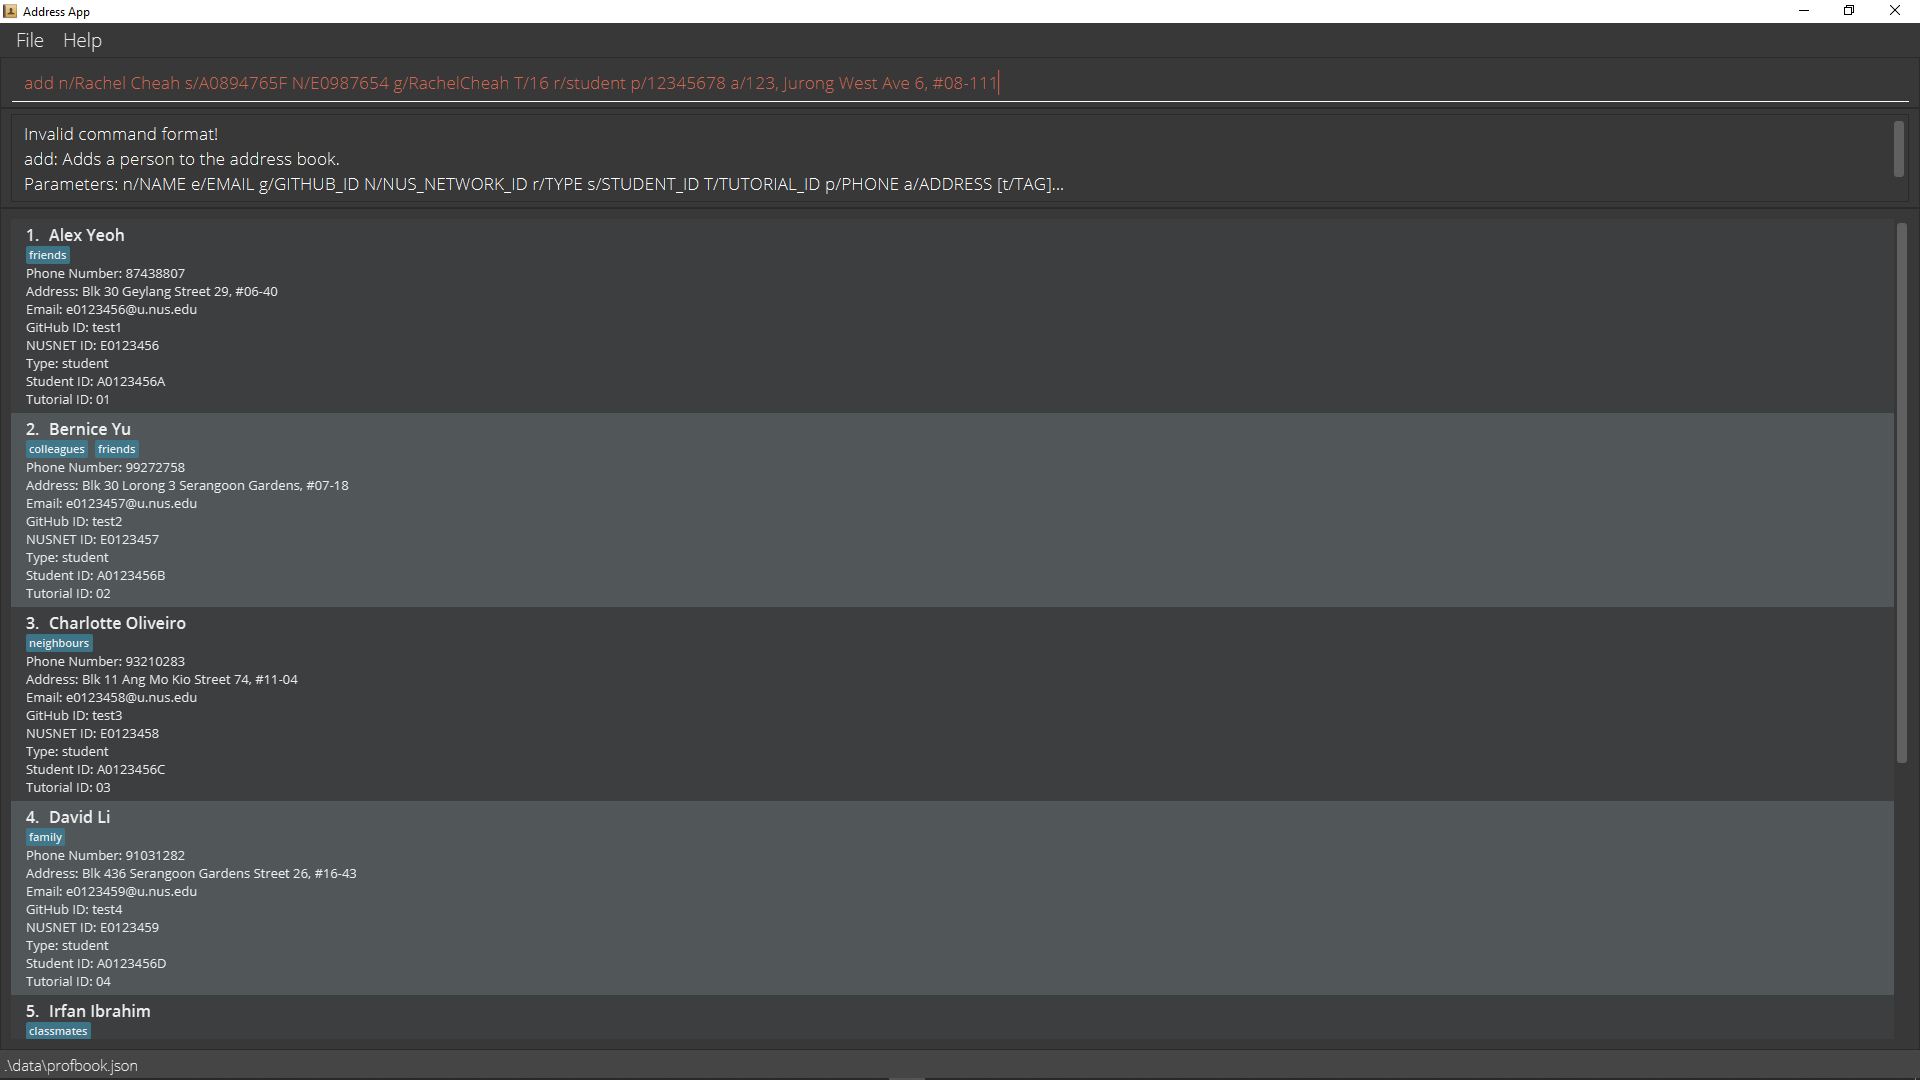 Address App
File Help
add n/Rachel Cheah s/A0894765F N/E0987654 g/RachelCheah T/16 r/student p/12345678 a/123, Jurong West Ave 6, #08-111
Invalid command format!
add: Adds a person to the address book.
Parameters: n/NAME e/EMAIL g/GITHUB_ID N/NUS_NETWORK_ID r/TYPE s/STUDENT_ID T/TUTORIAL_ID p/PHONE a/ADDRESS [t/TAG]...
1. Alex Yeoh
friends
Phone Number: 87438807
Address: Blk 30 Geylang Street 29, #06-40
Email: e0123456@u.nus.edu
GitHub ID: test1
NUSNET ID: E0123456
Type: student
Student ID: A0123456A
Tutorial ID: 01
2. Bernice Yu
colleagues friends
Phone Number: 99272758
Address: Blk 30 Lorong 3 Serangoon Gardens, #07-18
Email: e0123457@u.nus.edu
GitHub ID: test2
NUSNET ID: E0123457
Type: student
Student ID: A0123456B
Tutorial ID: 02
3. Charlotte Oliveiro
neighbours
Phone Number: 93210283
Address: Blk 11 Ang Mo Kio Street 74, #11-04
Email: e0123458@u.nus.edu
GitHub ID: test3
NUSNET ID: E0123458
Type: student
Student ID: A0123456C
Tutorial ID: 03
4. David Li
family
Phone Number: 91031282
Address: Blk 436 Serangoon Gardens Street 26, #16-43
Email: e0123459@u.nus.edu
GitHub ID: test4
NUSNET ID: E0123459
Type: student
Student ID: A0123456D
Tutorial ID: 04
5. Irfan Ibrahim
classmates
.\data\profbook.json